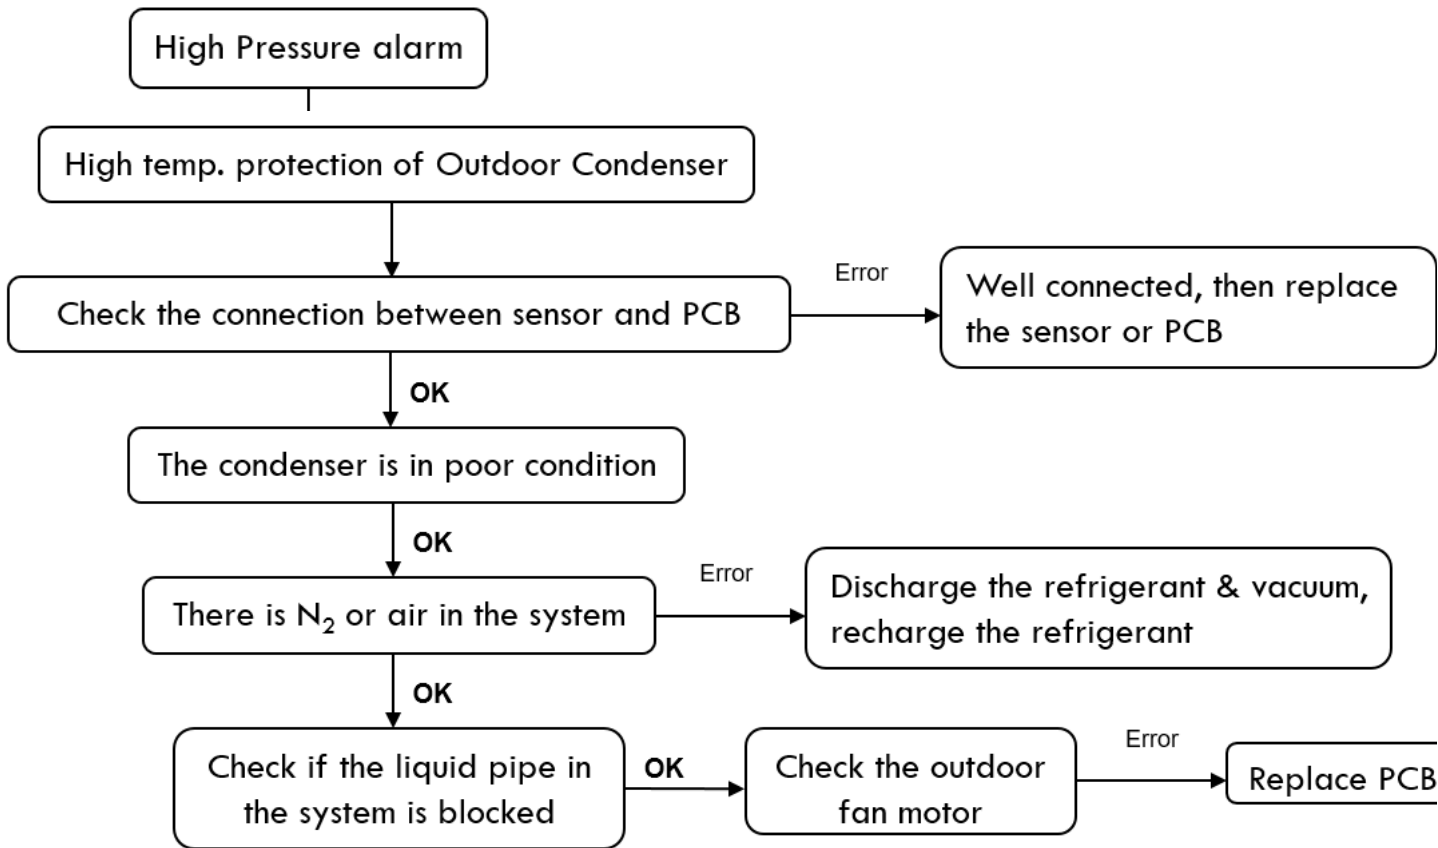 High Pressure alarm
High temp. protection of Outdoor Condenser
Check the connection between sensor and PCB
Error
Well connected, then replace
the sensor or PCB
OK
The condenser is in poor condition
OK
There is N₂ or air in the system
Error
Discharge the refrigerant & vacuum,
recharge the refrigerant
OK
Check if the liquid pipe in
the system is blocked
OK
Check the outdoor
fan motor
Error
Replace PCB